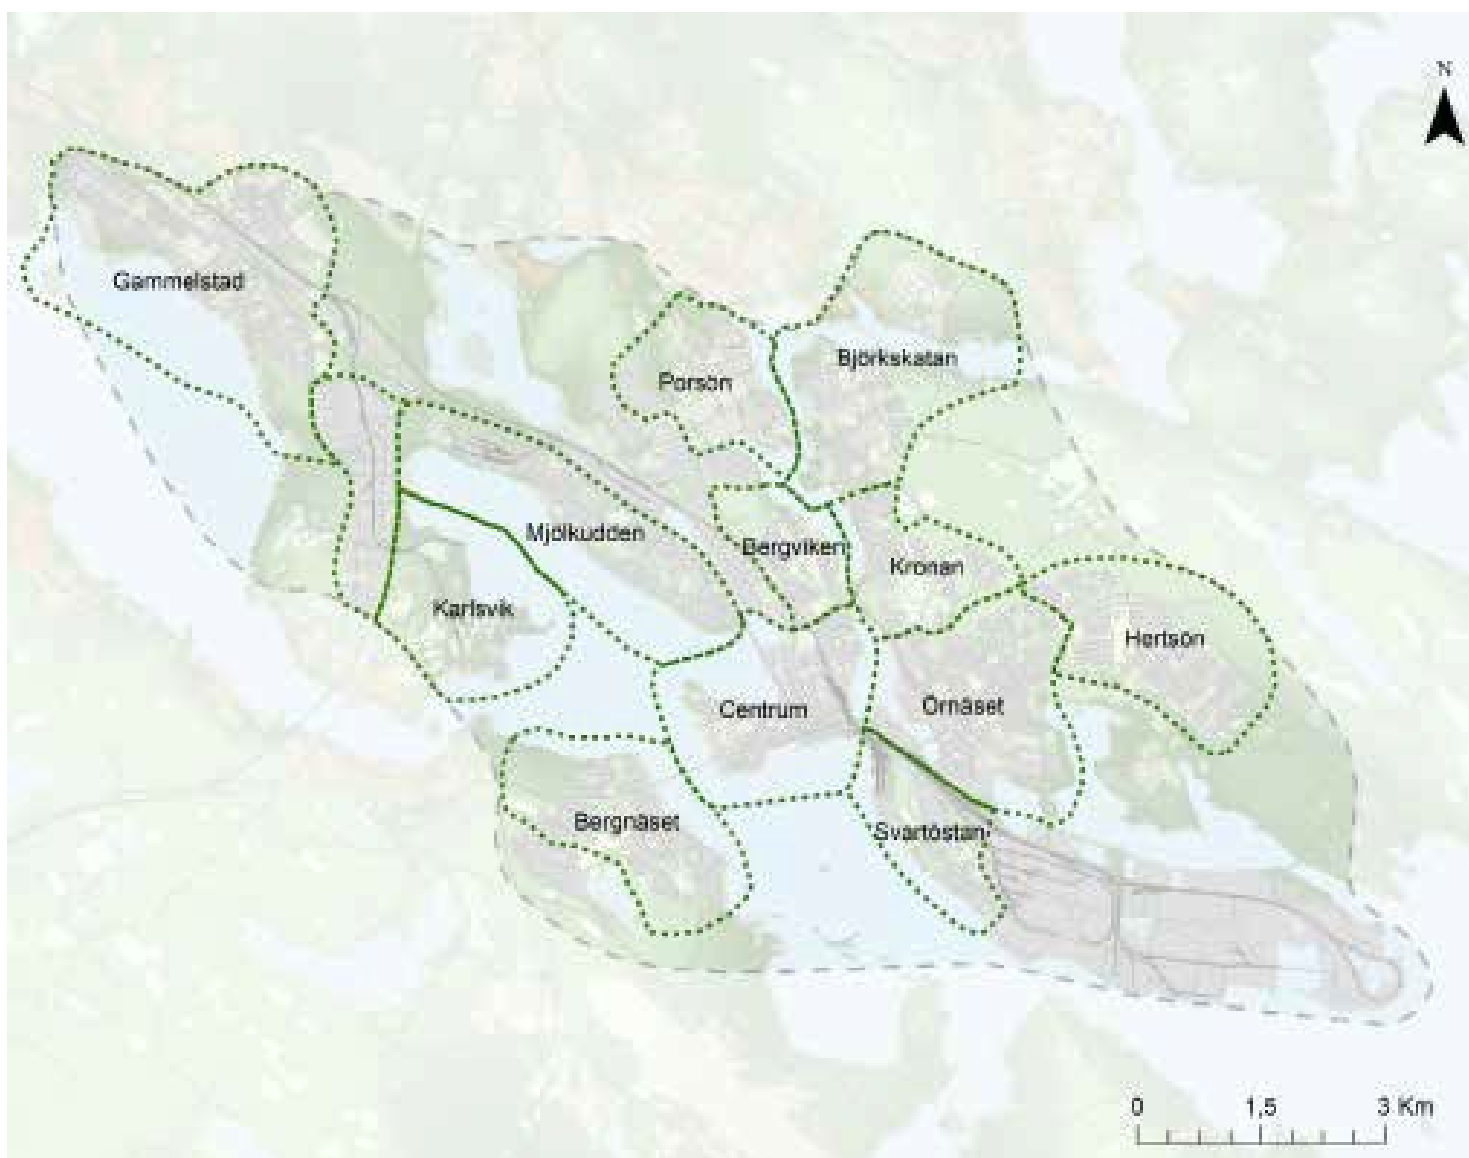 N
Gammelstad
Björkskatan
Porsön
Mjölkudden
Bergviken
Kronan
Karlsvik
Hertsön
Centrum
Örnäset
Bergnäset
Svartöstan
0 1,5 3 Km